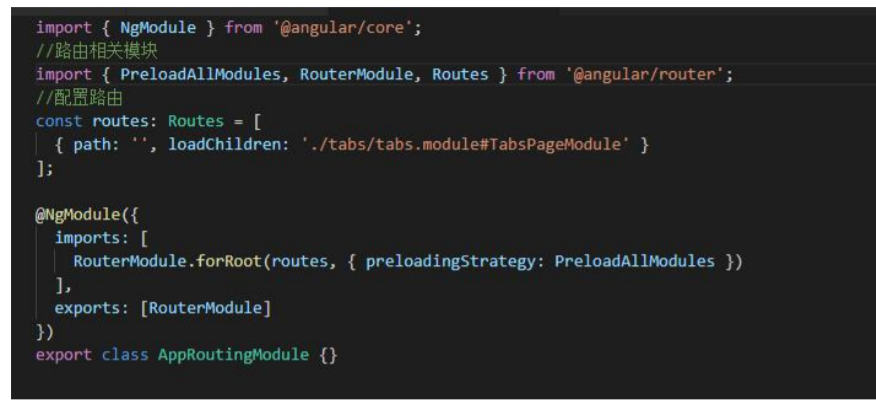 import { NgModule } from '@angular/core';
//路由相关模块
import { PreloadAllModules, RouterModule, Routes } from '@angular/router';
//配置路由
const routes: Routes = [
  { path: '', loadChildren: './tabs/tabs.module#TabsPageModule' }
];
@NgModule({
  imports: [
    RouterModule.forRoot(routes, { preloadingStrategy: PreloadAllModules })
  ],
  exports: [RouterModule]
})
export class AppRoutingModule {}